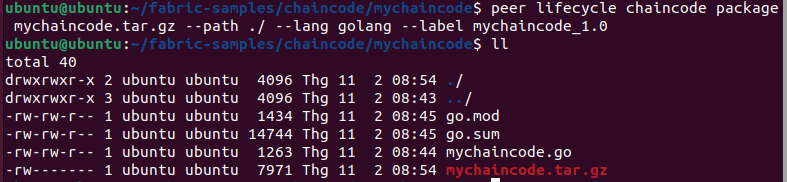 ubuntu@ubuntu:~/fabric-samples/chaincode/mychaincode$ peer lifecycle chaincode package
 mychaincode.tar.gz --path ./ --lang golang --label mychaincode_1.0
ubuntu@ubuntu:~/fabric-samples/chaincode/mychaincode$ ll
total 40
drwxrwxr-x 2 ubuntu ubuntu  4096 Thg 11  2 08:54 ./
drwxrwxr-x 3 ubuntu ubuntu  4096 Thg 11  2 08:43 ../
-rw-rw-r-- 1 ubuntu ubuntu  1434 Thg 11  2 08:45 go.mod
-rw-rw-r-- 1 ubuntu ubuntu 14744 Thg 11  2 08:45 go.sum
-rw-rw-r-- 1 ubuntu ubuntu  1263 Thg 11  2 08:44 mychaincode.go
-rw------- 1 ubuntu ubuntu  7971 Thg 11  2 08:54 mychaincode.tar.gz